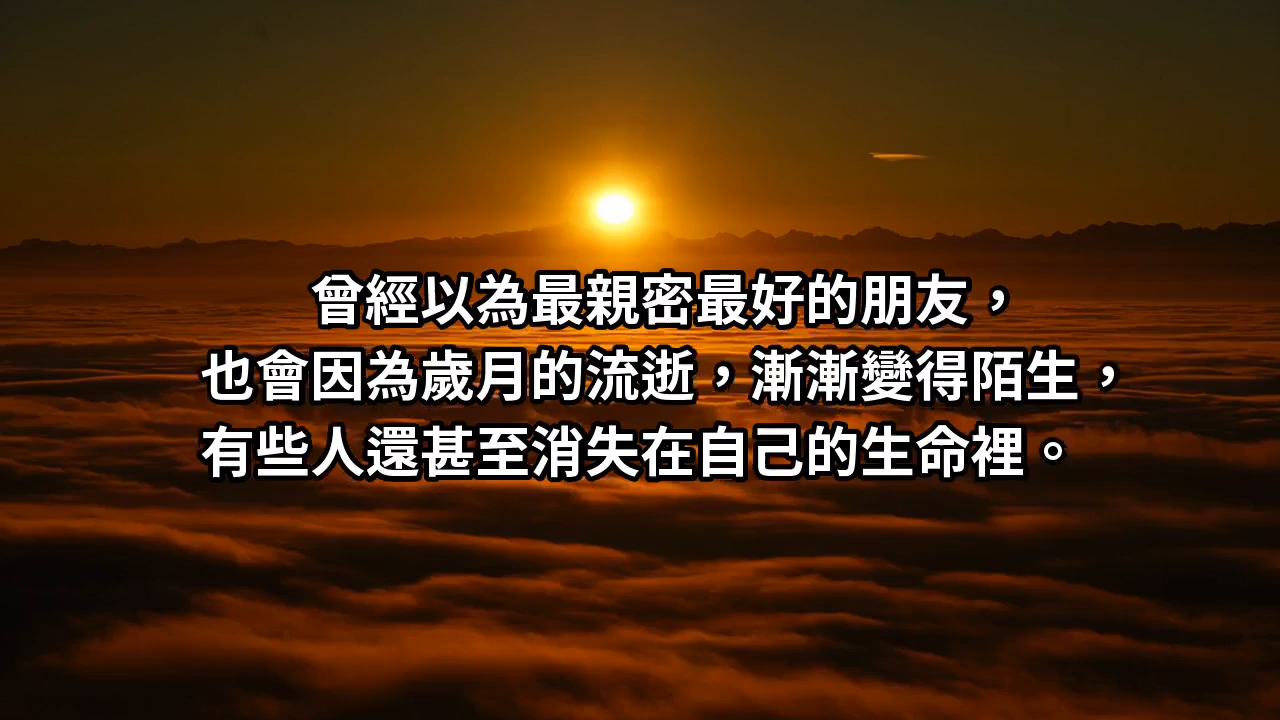 曾經以為最親密最好的朋友，
也會因為歲月的流逝，漸漸變得陌生，
有些人還甚至消失在自己的生命裡。